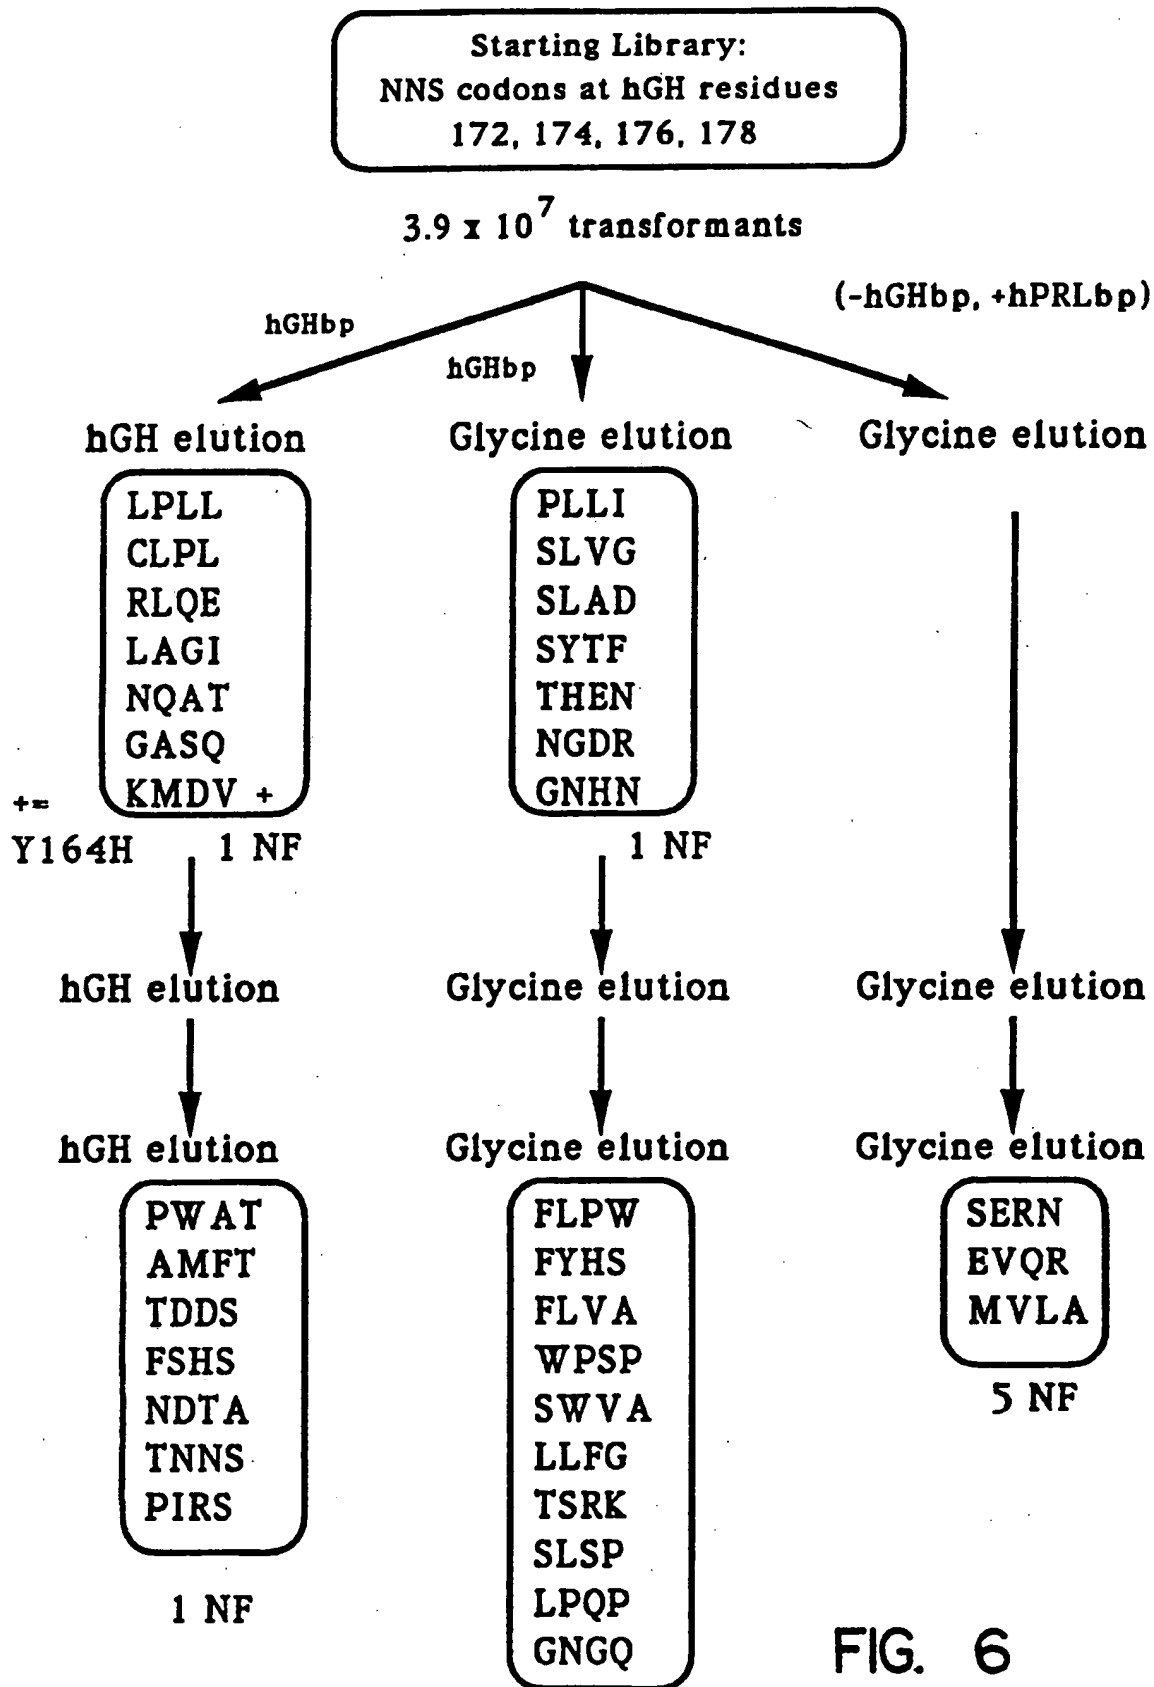 Starting Library:
NNS codons at hGH residues
172, 174, 176, 178
3.9 x 10^7 transformants
(-hGHbp, +hPRLbp)
hGHbp
hGHbp
hGH elution
LPLL
CLPL
RLQE
LAGI
NQAT
GASQ
KMDV +
+=
Y164H
1 NF
hGH elution
hGH elution
PWAT
AMFT
TDDS
FSHS
NDTA
TNNS
PIRS
1 NF
Glycine elution
PLLI
SLVG
SLAD
SYTF
THEN
NGDR
GNHN
1 NF
Glycine elution
Glycine elution
FLPW
FYHS
FLVA
WPSP
SWVA
LLFG
TSRK
SLSP
LPQP
GNGQ
Glycine elution
Glycine elution
Glycine elution
SERN
EVQR
MVLA
5 NF
FIG. 6